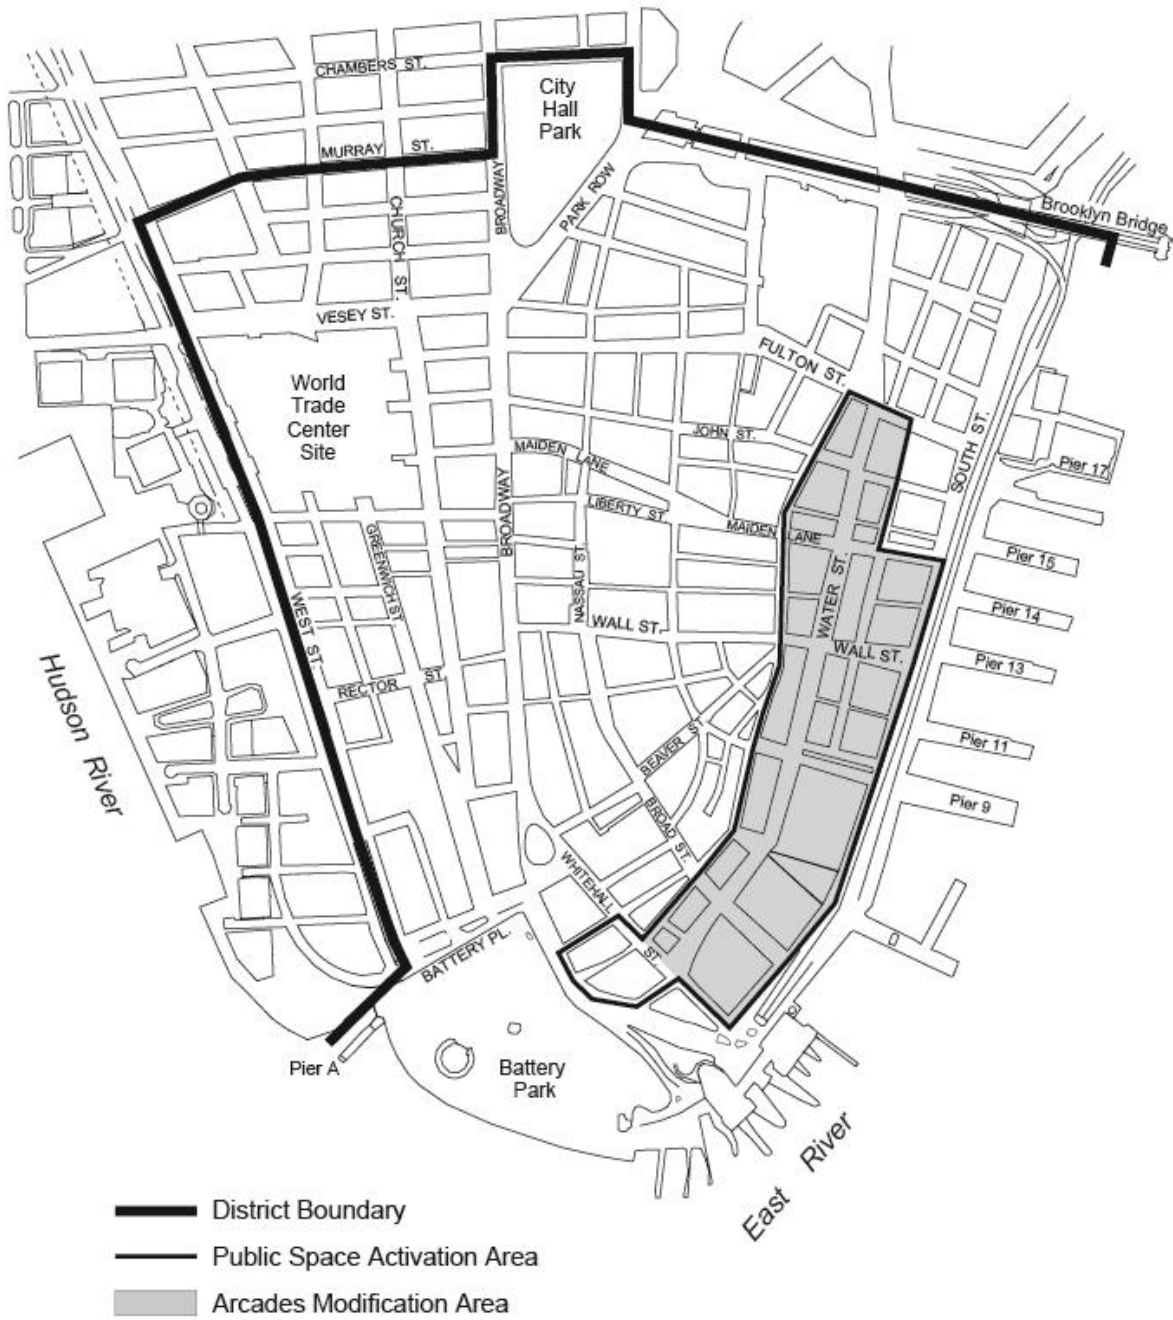 CHAMBERS ST.
City
Hall
Park
MURRAY ST.
BROADWAY
PARK ROW
CHURCH ST.
Brooklyn Bridge
VESEY ST.
FULTON ST.
World
Trade
Center
Site
JOHN ST.
SOUTH ST.
MAIDEN LANE
Pier 17
BROADWAY
LIBERTY ST.
MAIDEN LANE
GREENWICH ST.
NASSAU ST.
WATER ST.
Pier 15
WEST ST.
Pier 14
WALL ST.
WALL ST.
Pier 13
RECTOR ST.
Hudson River
BEAVER ST.
Pier 11
BROAD ST.
Pier 9
WHITEHALL ST.
BATTERY PL.
Pier A
Battery
Park
East River
District Boundary
Public Space Activation Area
Arcades Modification Area